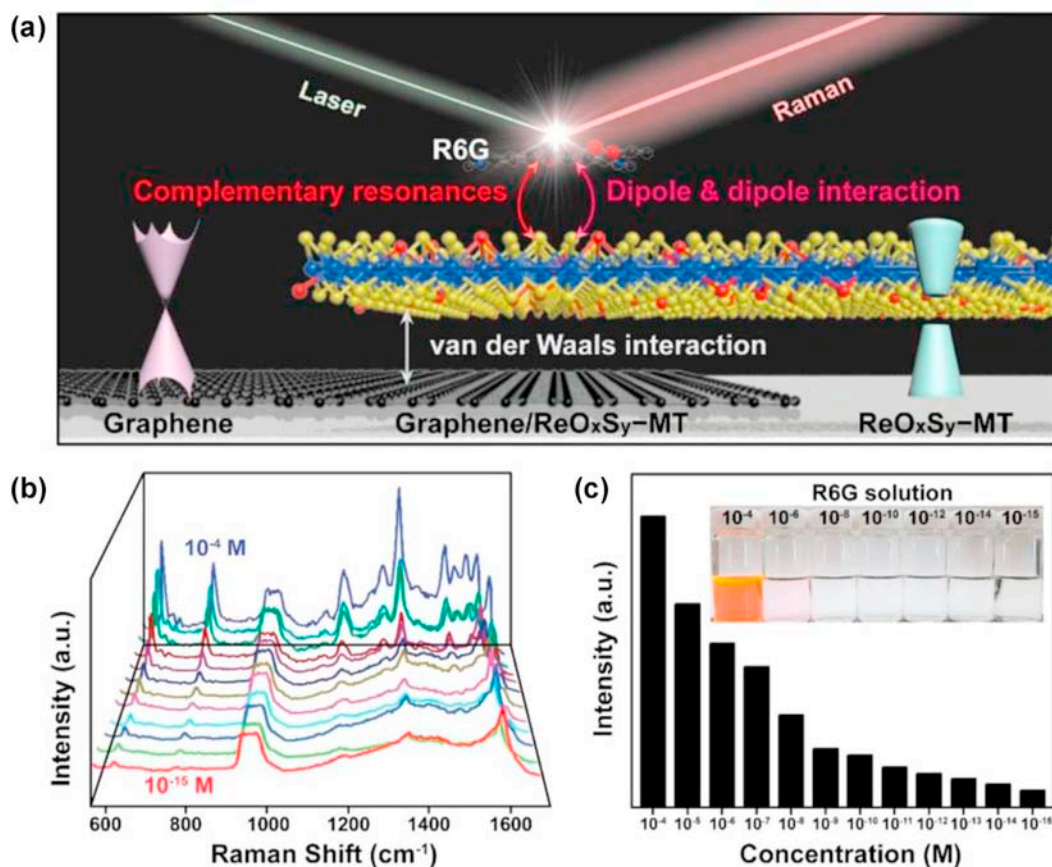 (a)
Laser
Raman
R6G
Complementary resonances
Dipole & dipole interaction
van der Waals interaction
Graphene
Graphene/ReOxSy–MT
ReOxSy–MT
(b)
10⁻⁴ M
10⁻¹⁵ M
Intensity (a.u.)
600 800 1000 1200 1400 1600
Raman Shift (cm⁻¹)
(c)
R6G solution
10⁻⁴ 10⁻⁶ 10⁻⁸ 10⁻¹⁰ 10⁻¹² 10⁻¹⁴ 10⁻¹⁵
Intensity (a.u.)
10⁻⁴ 10⁻⁵ 10⁻⁶ 10⁻⁷ 10⁻⁸ 10⁻⁹ 10⁻¹⁰ 10⁻¹¹ 10⁻¹² 10⁻¹³ 10⁻¹⁴ 10⁻¹⁵
Concentration (M)